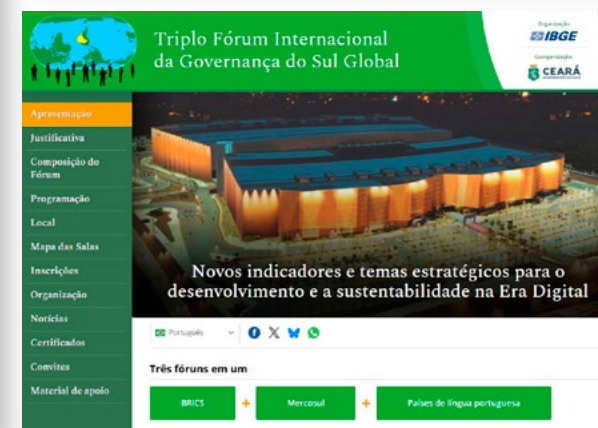 Triplo Fórum Internacional
da Governança do Sul Global
Organização
IBGE
CEARÁ
Apresentação
Justificativa
Composição do
Fórum
Programação
Local
Mapa das Salas
Inscrições
Organização
Notícias
Certificados
Convites
Material de apoio
Novos indicadores e temas estratégicos para o
desenvolvimento e a sustentabilidade na Era Digital
Português
Três fóruns em um
BRICS + Mercosul + Países de língua portuguesa